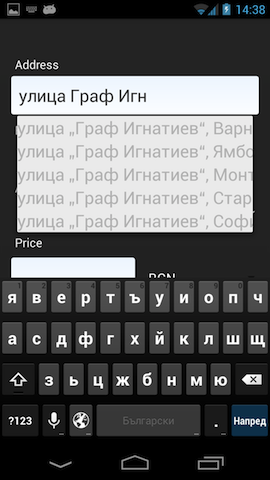 14:38
Address
улица Граф Игн
улица „Граф Игнатиев“, Варн
улица „Граф Игнатиев“, Ямбо
улица „Граф Игнатиев“, Монт
улица „Граф Игнатиев“, Стар
улица „Граф Игнатиев“, Софи
Price
BGN
я в е р т ъ у и о п ч
а с д ф г х й к л ш щ
з ь ц ж б н м ю
?123 Български . Напред